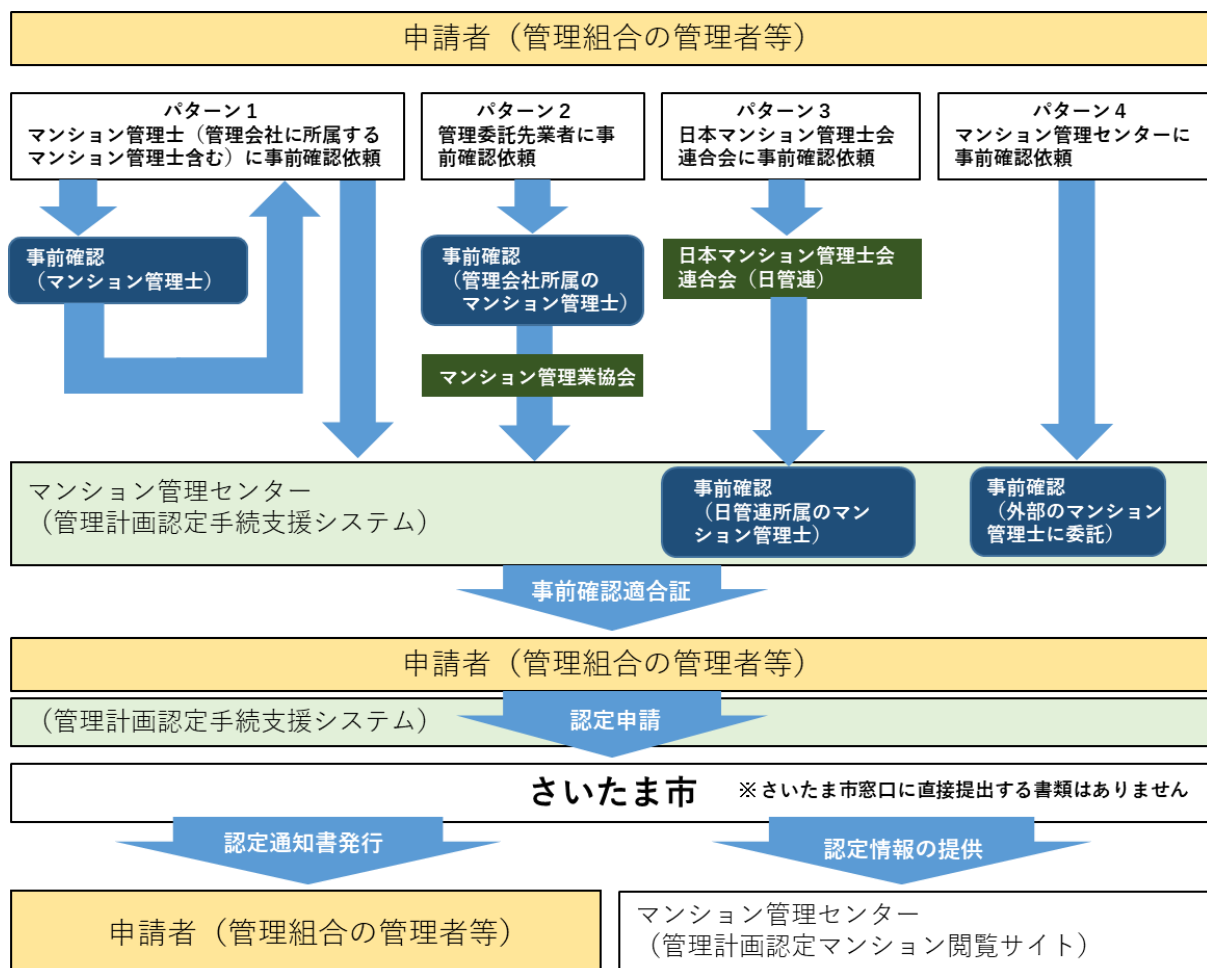 申請者（管理組合の管理者等）
パターン１
マンション管理士（管理会社に所属する
マンション管理士含む）に事前確認依頼
パターン２
管理委託先業者に事
前確認依頼
パターン３
日本マンション管理士会
連合会に事前確認依頼
パターン４
マンション管理センターに
事前確認依頼
事前確認
（マンション管理士）
事前確認
（管理会社所属の
マンション管理士）
日本マンション管理士会
連合会（日管連）
マンション管理業協会
マンション管理センター
（管理計画認定手続支援システム）
事前確認
（日管連所属のマン
ション管理士）
事前確認
（外部のマンション
管理士に委託）
事前確認適合証
申請者（管理組合の管理者等）
（管理計画認定手続支援システム）
認定申請
さいたま市
※さいたま市窓口に直接提出する書類はありません
認定通知書発行
認定情報の提供
申請者（管理組合の管理者等）
マンション管理センター
（管理計画認定マンション閲覧サイト）